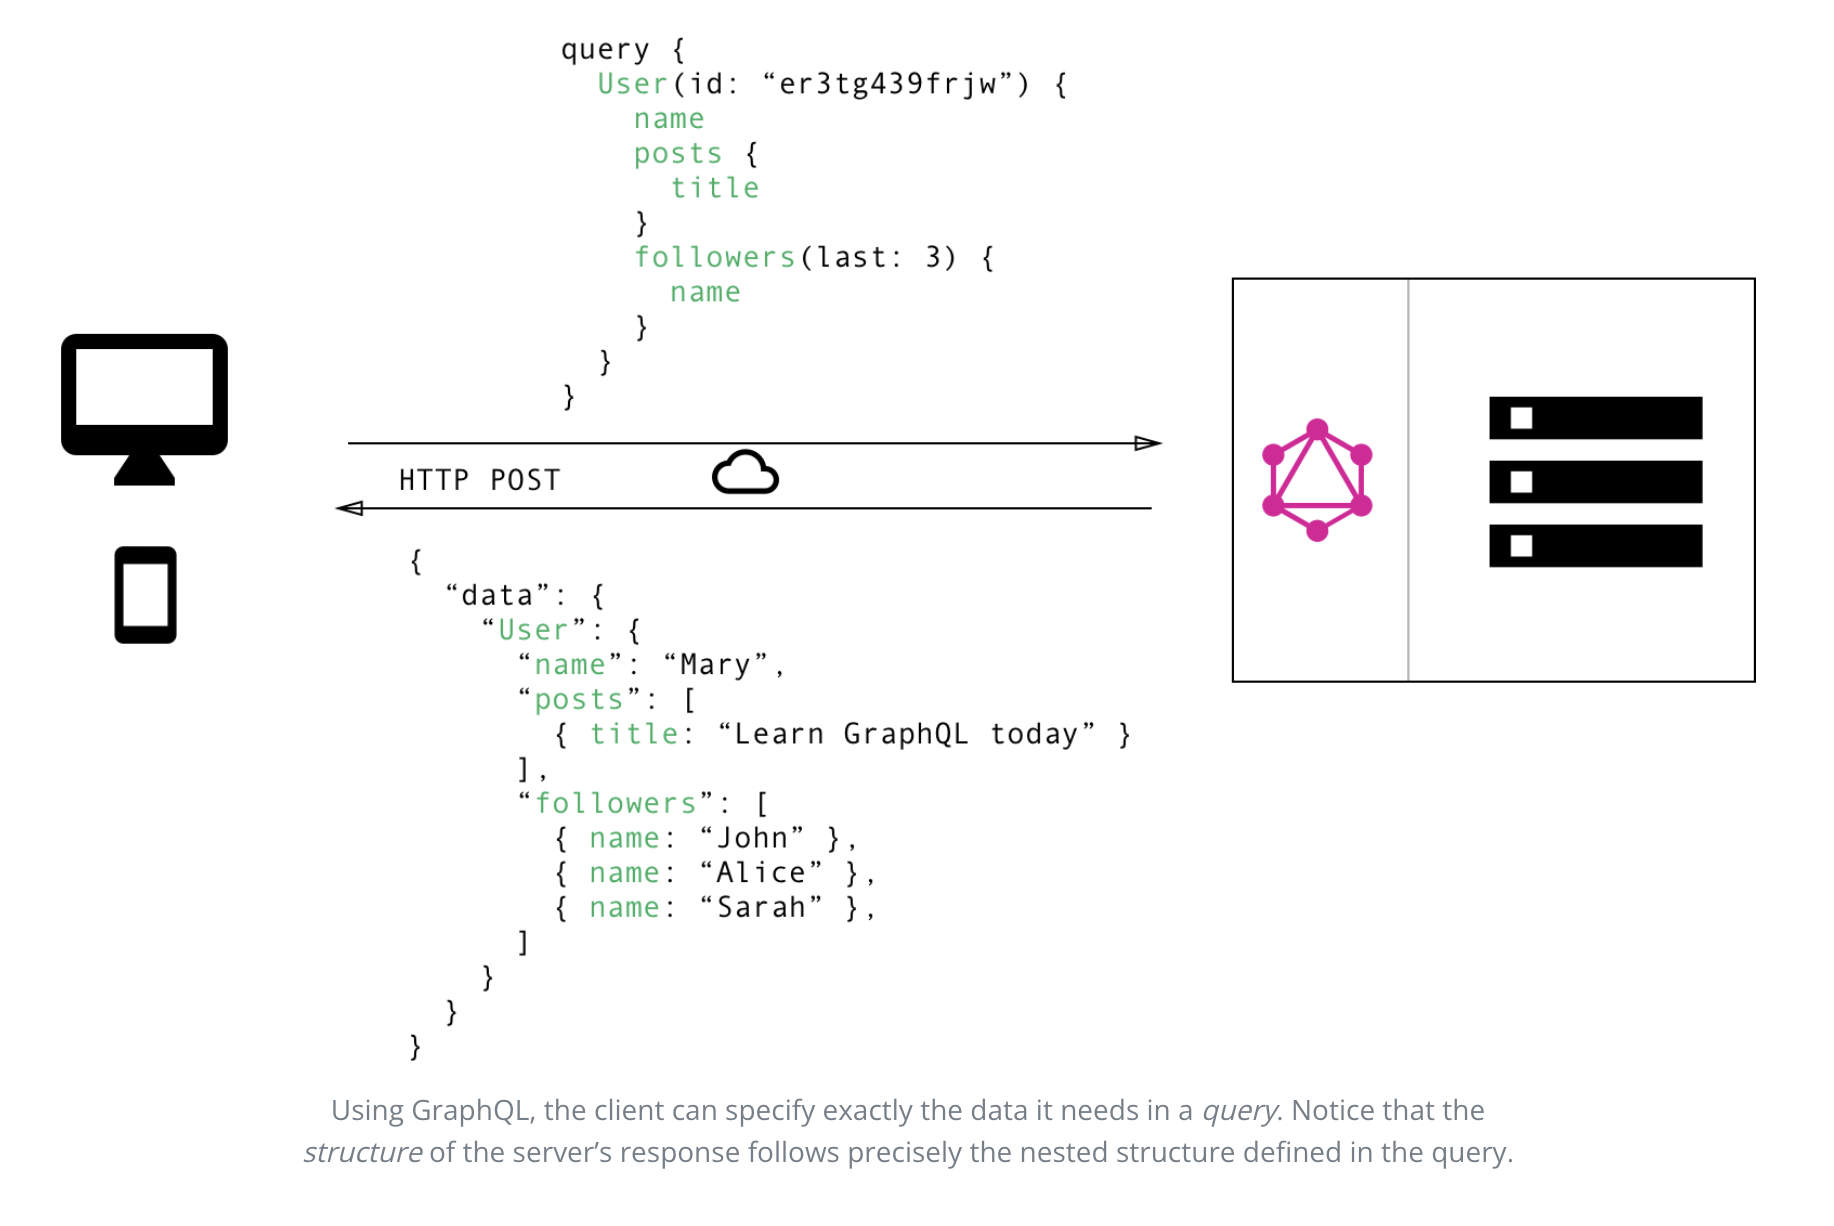 query {
  User(id: “er3tg439frjw”) {
    name
    posts {
      title
    }
    followers(last: 3) {
      name
    }
  }
}
HTTP POST
{
  “data”: {
    “User”: {
      “name”: “Mary”,
      “posts”: [
        { title: “Learn GraphQL today” }
      ],
      “followers”: [
        { name: “John” },
        { name: “Alice” },
        { name: “Sarah” },
      ]
    }
  }
}
Using GraphQL, the client can specify exactly the data it needs in a query. Notice that the
structure of the server’s response follows precisely the nested structure defined in the query.